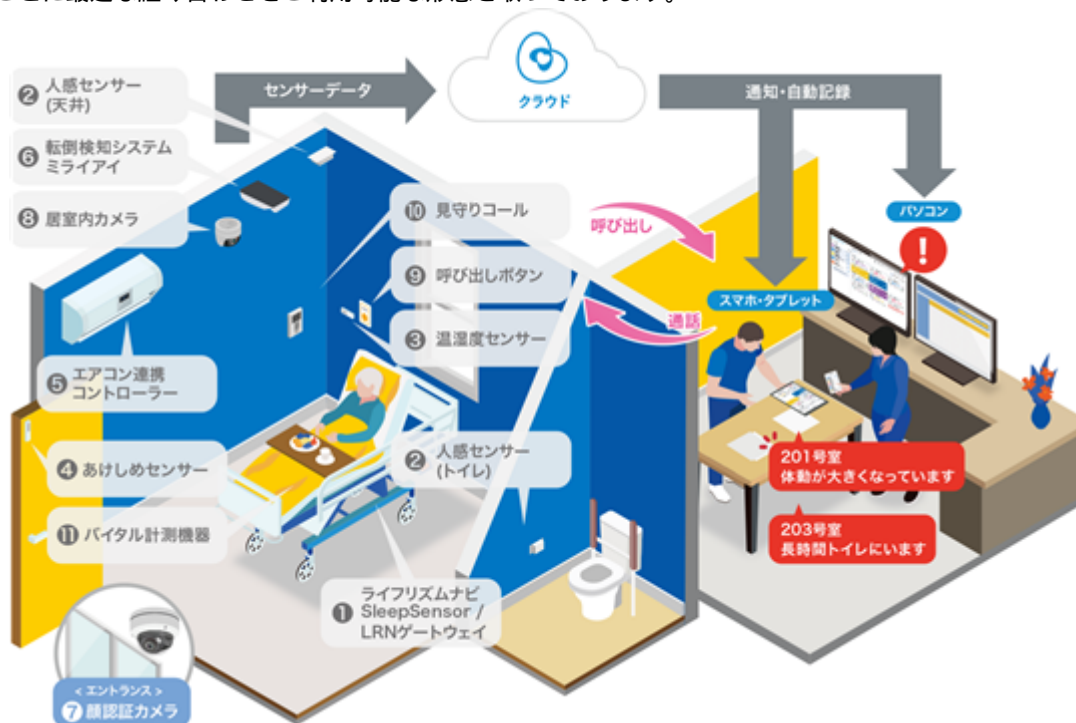 ❷ 人感センサー
(天井)
❻ 転倒検知システム
ミライアイ
❽ 居室内カメラ
センサーデータ
クラウド
通知・自動記録
❿ 見守りコール
❾ 呼び出しボタン
❸ 温湿度センサー
呼び出し
通話
パソコン
!
スマホ・タブレット
❺ エアコン連携
コントローラー
❹ あけしめセンサー
⓫ バイタル計測機器
❷ 人感センサー
(トイレ)
❶ ライフリズムナビ
SleepSensor /
LRNゲートウェイ
201号室
体動が大きくなっています
203号室
長時間トイレにいます
<エントランス>
❼ 顔認証カメラ